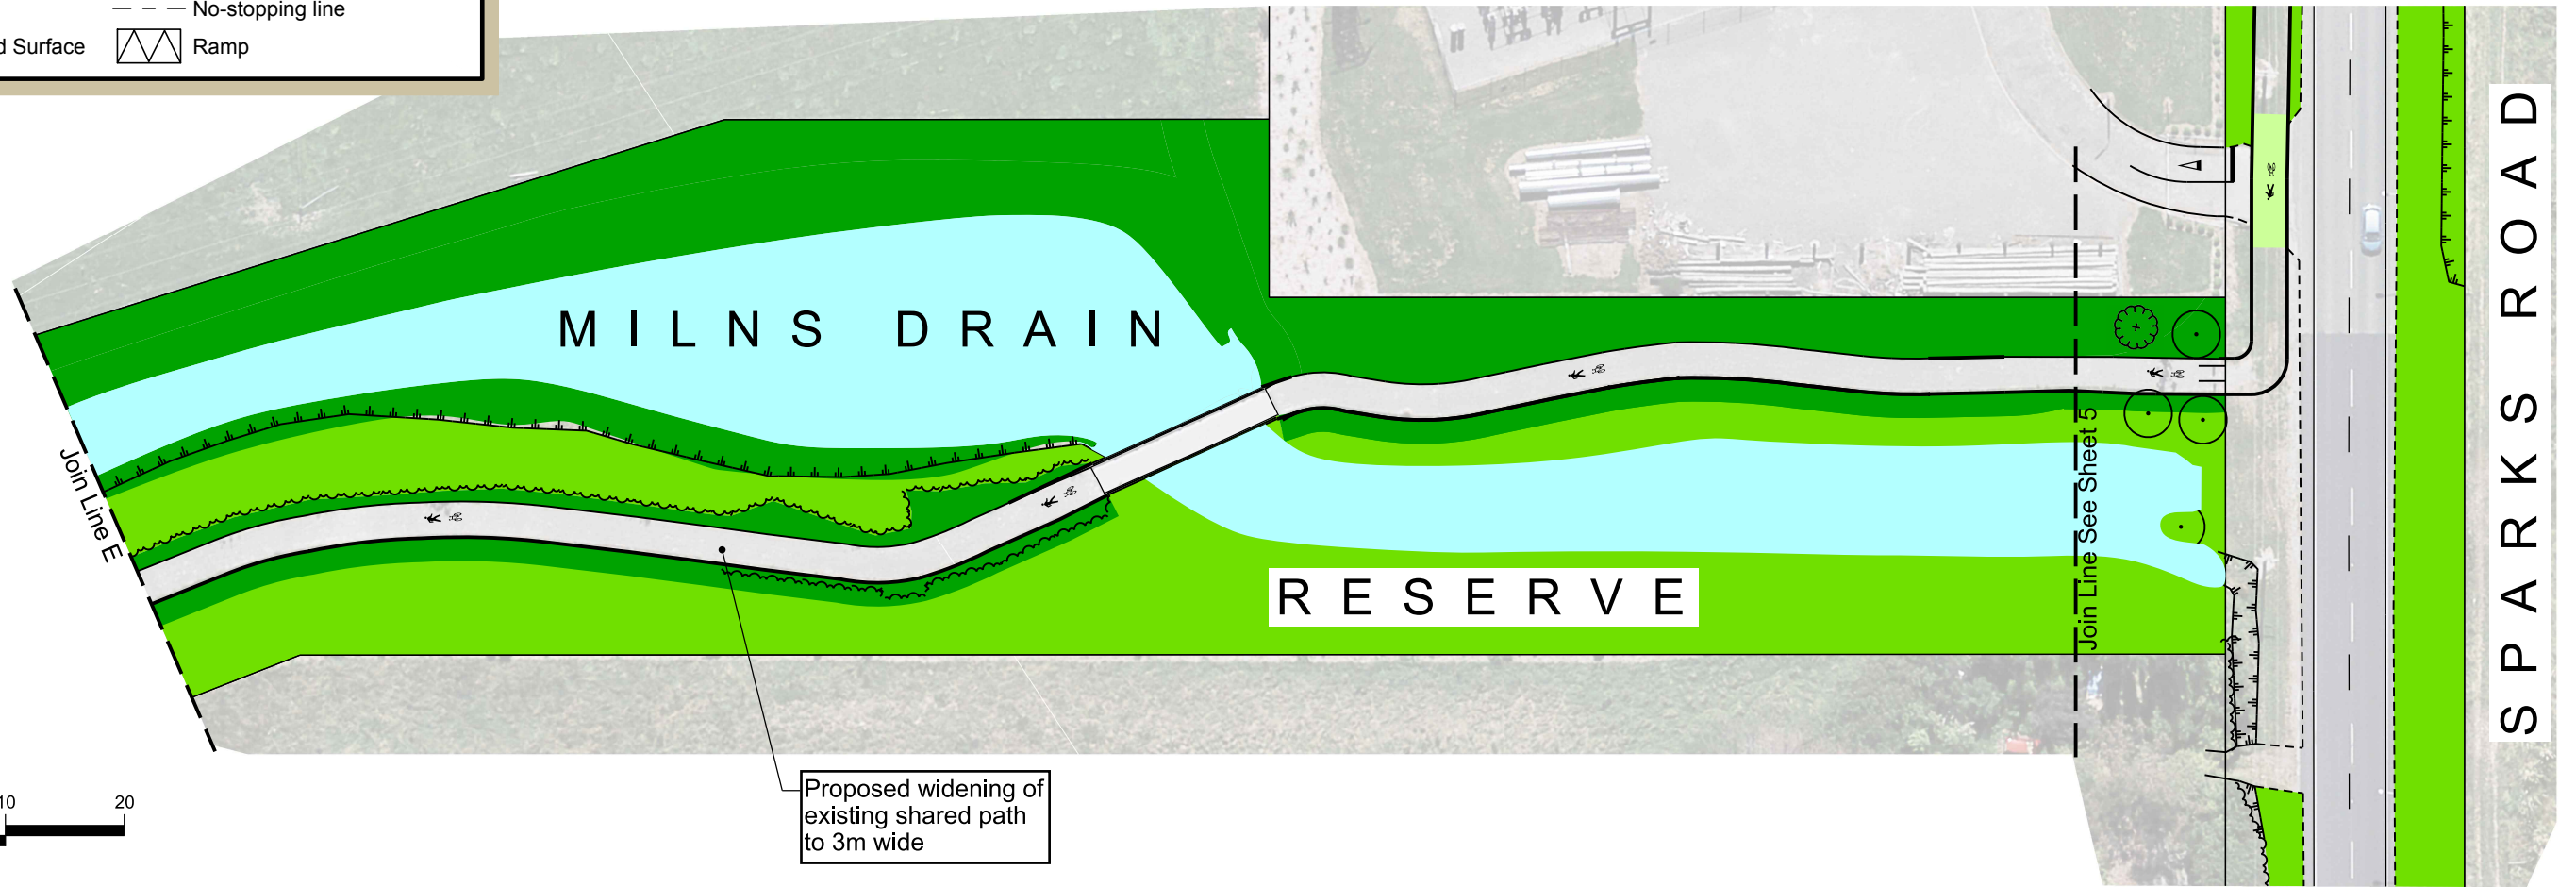 No-stopping line
d Surface
Ramp
MILNS DRAIN
RESERVE
SPARKS ROAD
Join Line E
Join Line See Sheet 5
Proposed widening of
existing shared path
to 3m wide
10
20